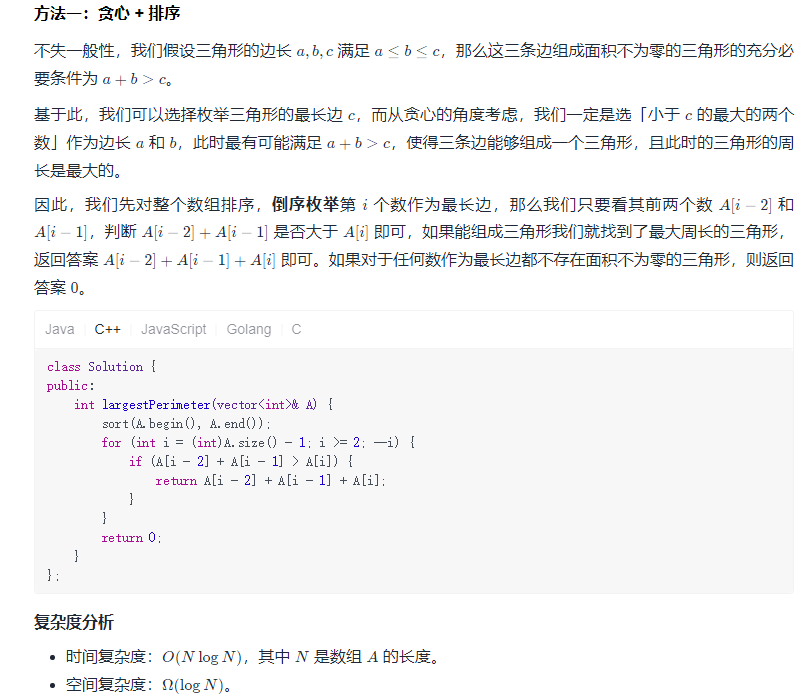 方法一：贪心 + 排序
不失一般性，我们假设三角形的边长 a, b, c 满足 a ≤ b ≤ c，那么这三条边组成面积不为零的三角形的充分必
要条件为 a + b > c。
基于此，我们可以选择枚举三角形的最长边 c，而从贪心的角度考虑，我们一定是选「小于 c 的最大的两个
数」作为边长 a 和 b，此时最有可能满足 a + b > c，使得三条边能够组成一个三角形，且此时的三角形的周
长是最大的。
因此，我们先对整个数组排序，倒序枚举第 i 个数作为最长边，那么我们只要看其前两个数 A[i − 2] 和
A[i − 1]，判断 A[i − 2] + A[i − 1] 是否大于 A[i] 即可，如果能组成三角形我们就找到了最大周长的三角形，
返回答案 A[i − 2] + A[i − 1] + A[i] 即可。如果对于任何数作为最长边都不存在面积不为零的三角形，则返回
答案 0。
Java C++ JavaScript Golang C
class Solution {
public:
    int largestPerimeter(vector<int>& A) {
        sort(A.begin(), A.end());
        for (int i = (int)A.size() - 1; i >= 2; --i) {
            if (A[i - 2] + A[i - 1] > A[i]) {
                return A[i - 2] + A[i - 1] + A[i];
            }
        }
        return 0;
    }
};
复杂度分析
• 时间复杂度：O(N log N)，其中 N 是数组 A 的长度。
• 空间复杂度：Ω(log N)。